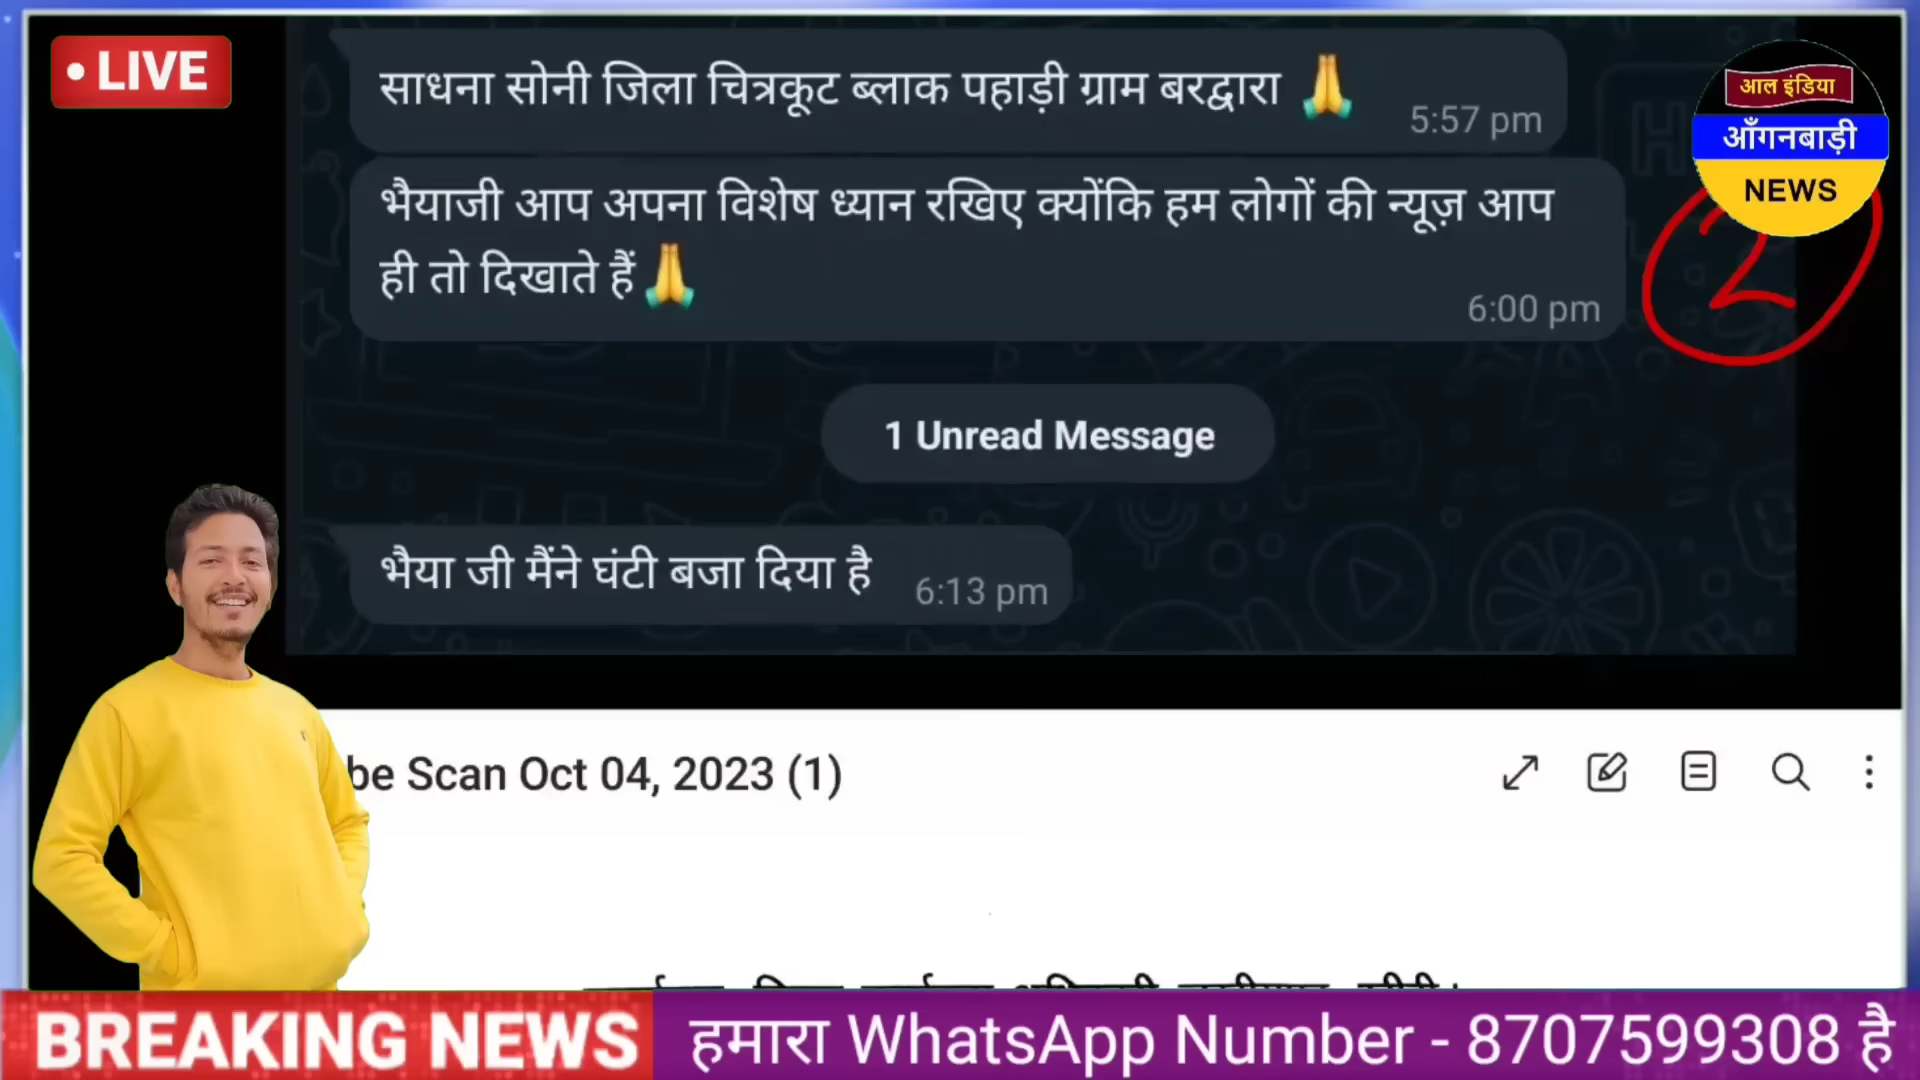 • LIVE
साधना सोनी जिला चित्रकूट ब्लाक पहाड़ी ग्राम बरद्वारा 🙏
5:57 pm
आल इंडिया
आँगनबाड़ी
NEWS
2
भैयाजी आप अपना विशेष ध्यान रखिए क्योंकि हम लोगों की न्यूज़ आप
ही तो दिखाते हैं🙏
6:00 pm
1 Unread Message
भैया जी मैंने घंटी बजा दिया है
6:13 pm
be Scan Oct 04, 2023 (1)
BREAKING NEWS
हमारा WhatsApp Number - 8707599308 है